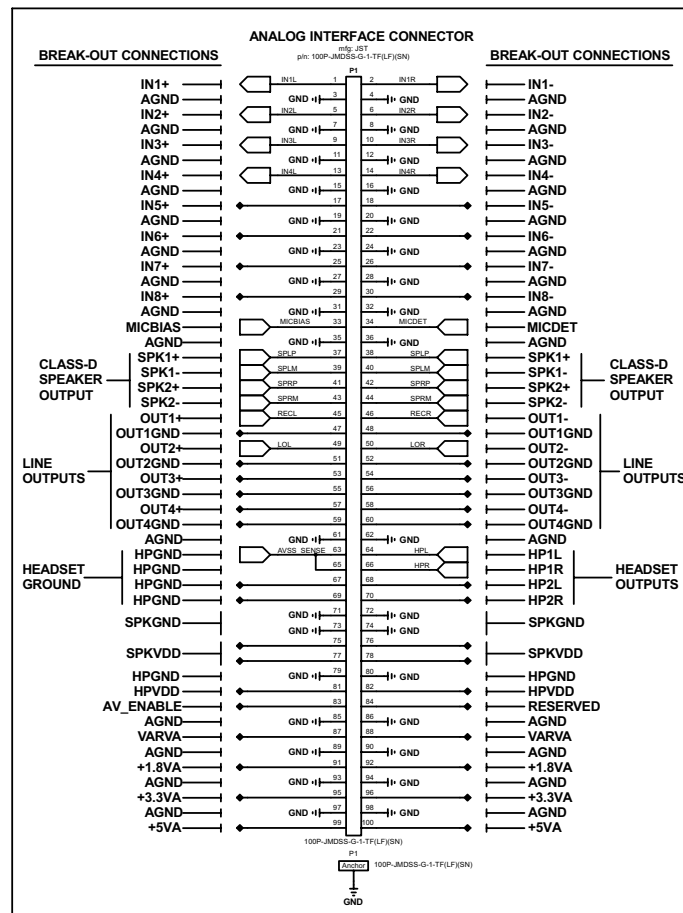 ANALOG INTERFACE CONNECTOR
mfg: JST
p/n: 100P-JMDSS-G-1-TF(LF)(SN)
BREAK-OUT CONNECTIONS BREAK-OUT CONNECTIONS
P1
IN1+ IN1L 1 2 IN1R IN1-
AGND GND 3 4 GND AGND
IN2+ IN2L 5 6 IN2R IN2-
AGND GND 7 8 GND AGND
IN3+ IN3L 9 10 IN3R IN3-
AGND GND 11 12 GND AGND
IN4+ IN4L 13 14 IN4R IN4-
AGND GND 15 16 GND AGND
IN5+ 17 18 IN5-
AGND GND 19 20 GND AGND
IN6+ 21 22 IN6-
AGND GND 23 24 GND AGND
IN7+ 25 26 IN7-
AGND GND 27 28 GND AGND
IN8+ 29 30 IN8-
AGND GND 31 32 GND AGND
MICBIAS MICBIAS 33 34 MICDET MICDET
AGND GND 35 36 GND AGND
CLASS-D SPEAKER OUTPUT
SPK1+ SPLP 37 38 SPLP SPK1+
SPK1- SPLM 39 40 SPLM SPK1-
SPK2+ SPRP 41 42 SPRP SPK2+
SPK2- SPRM 43 44 SPRM SPK2-
CLASS-D SPEAKER OUTPUT
OUT1+ RECL 45 46 RECR OUT1-
OUT1GND 47 48 OUT1GND
OUT2+ LOL 49 50 LOR OUT2-
LINE OUTPUTS
OUT2GND 51 52 OUT2GND
OUT3+ 53 54 OUT3-
LINE OUTPUTS
OUT3GND 55 56 OUT3GND
OUT4+ 57 58 OUT4-
OUT4GND 59 60 OUT4GND
AGND GND 61 62 GND AGND
HPGND AVSS_SENSE 63 64 HPL HP1L
HEADSET GROUND
HPGND 65 66 HPR HP1R
HEADSET OUTPUTS
HPGND 67 68 HP2L
HPGND 69 70 HP2R
SPKGND GND 71 72 GND SPKGND
GND 73 74 GND
SPKVDD 75 76 SPKVDD
77 78
HPGND GND 79 80 GND HPGND
HPVDD 81 82 HPVDD
AV_ENABLE 83 84 RESERVED
AGND GND 85 86 GND AGND
VARVA 87 88 VARVA
AGND GND 89 90 GND AGND
+1.8VA 91 92 +1.8VA
AGND GND 93 94 GND AGND
+3.3VA 95 96 +3.3VA
AGND GND 97 98 GND AGND
+5VA 99 100 +5VA
100P-JMDSS-G-1-TF(LF)(SN)
P1
Anchor 100P-JMDSS-G-1-TF(LF)(SN)
GND